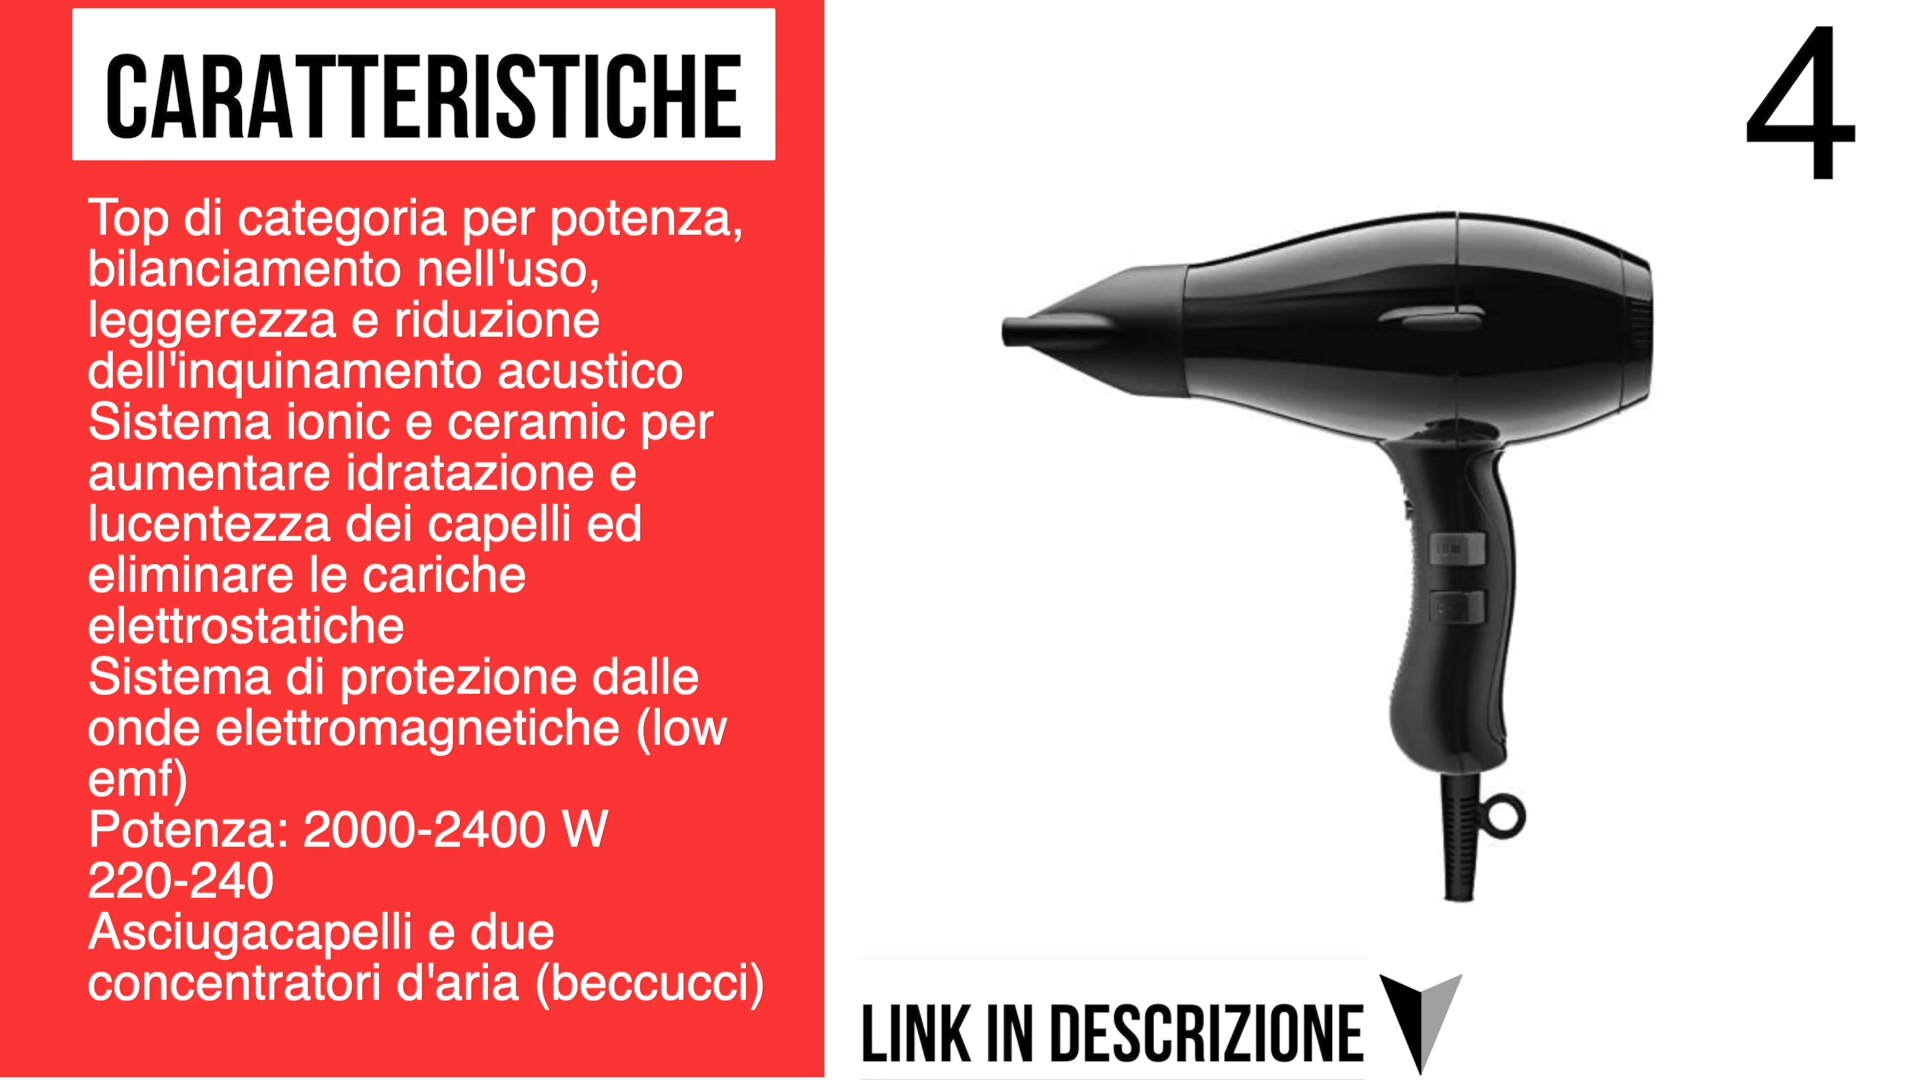 CARATTERISTICHE
4
Top di categoria per potenza,
bilanciamento nell'uso,
leggerezza e riduzione
dell'inquinamento acustico
Sistema ionic e ceramic per
aumentare idratazione e
lucentezza dei capelli ed
eliminare le cariche
elettrostatiche
Sistema di protezione dalle
onde elettromagnetiche (low
emf)
Potenza: 2000-2400 W
220-240
Asciugacapelli e due
concentratori d'aria (beccucci)
LINK IN DESCRIZIONE